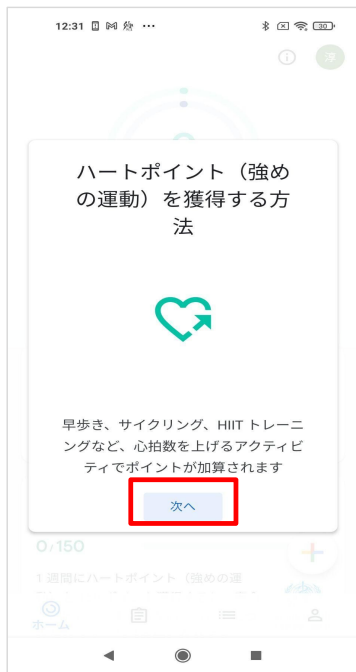 12:31
30
淳
ハートポイント（強め
の運動）を獲得する方
法
早歩き、サイクリング、HIIT トレーニ
ングなど、心拍数を上げるアクティビ
ティでポイントが加算されます
次へ
0/150
1 週間にハートポイント（強めの運
ホーム